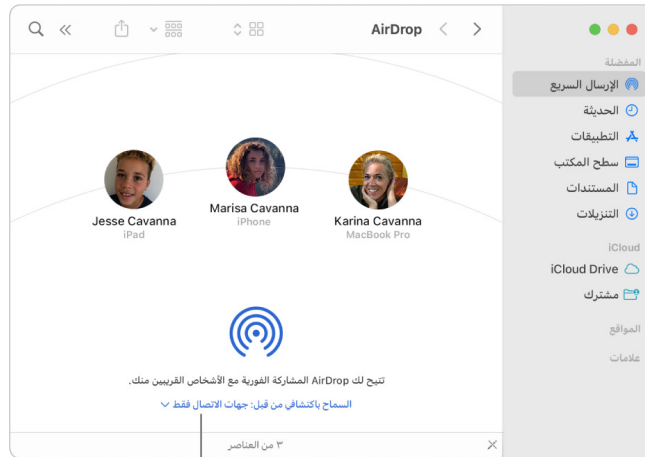 AirDrop
المفضلة
الإرسال السريع
الحديثة
التطبيقات
سطح المكتب
المستندات
التنزيلات
iCloud
iCloud Drive
مشترك
المواقع
علامات
Marisa Cavanna
iPhone
Karina Cavanna
MacBook Pro
Jesse Cavanna
iPad
تتيح لك AirDrop المشاركة الفورية مع الأشخاص القريبين منك.
السماح باكتشافي من قبل: جهات الاتصال فقط
٣ من العناصر